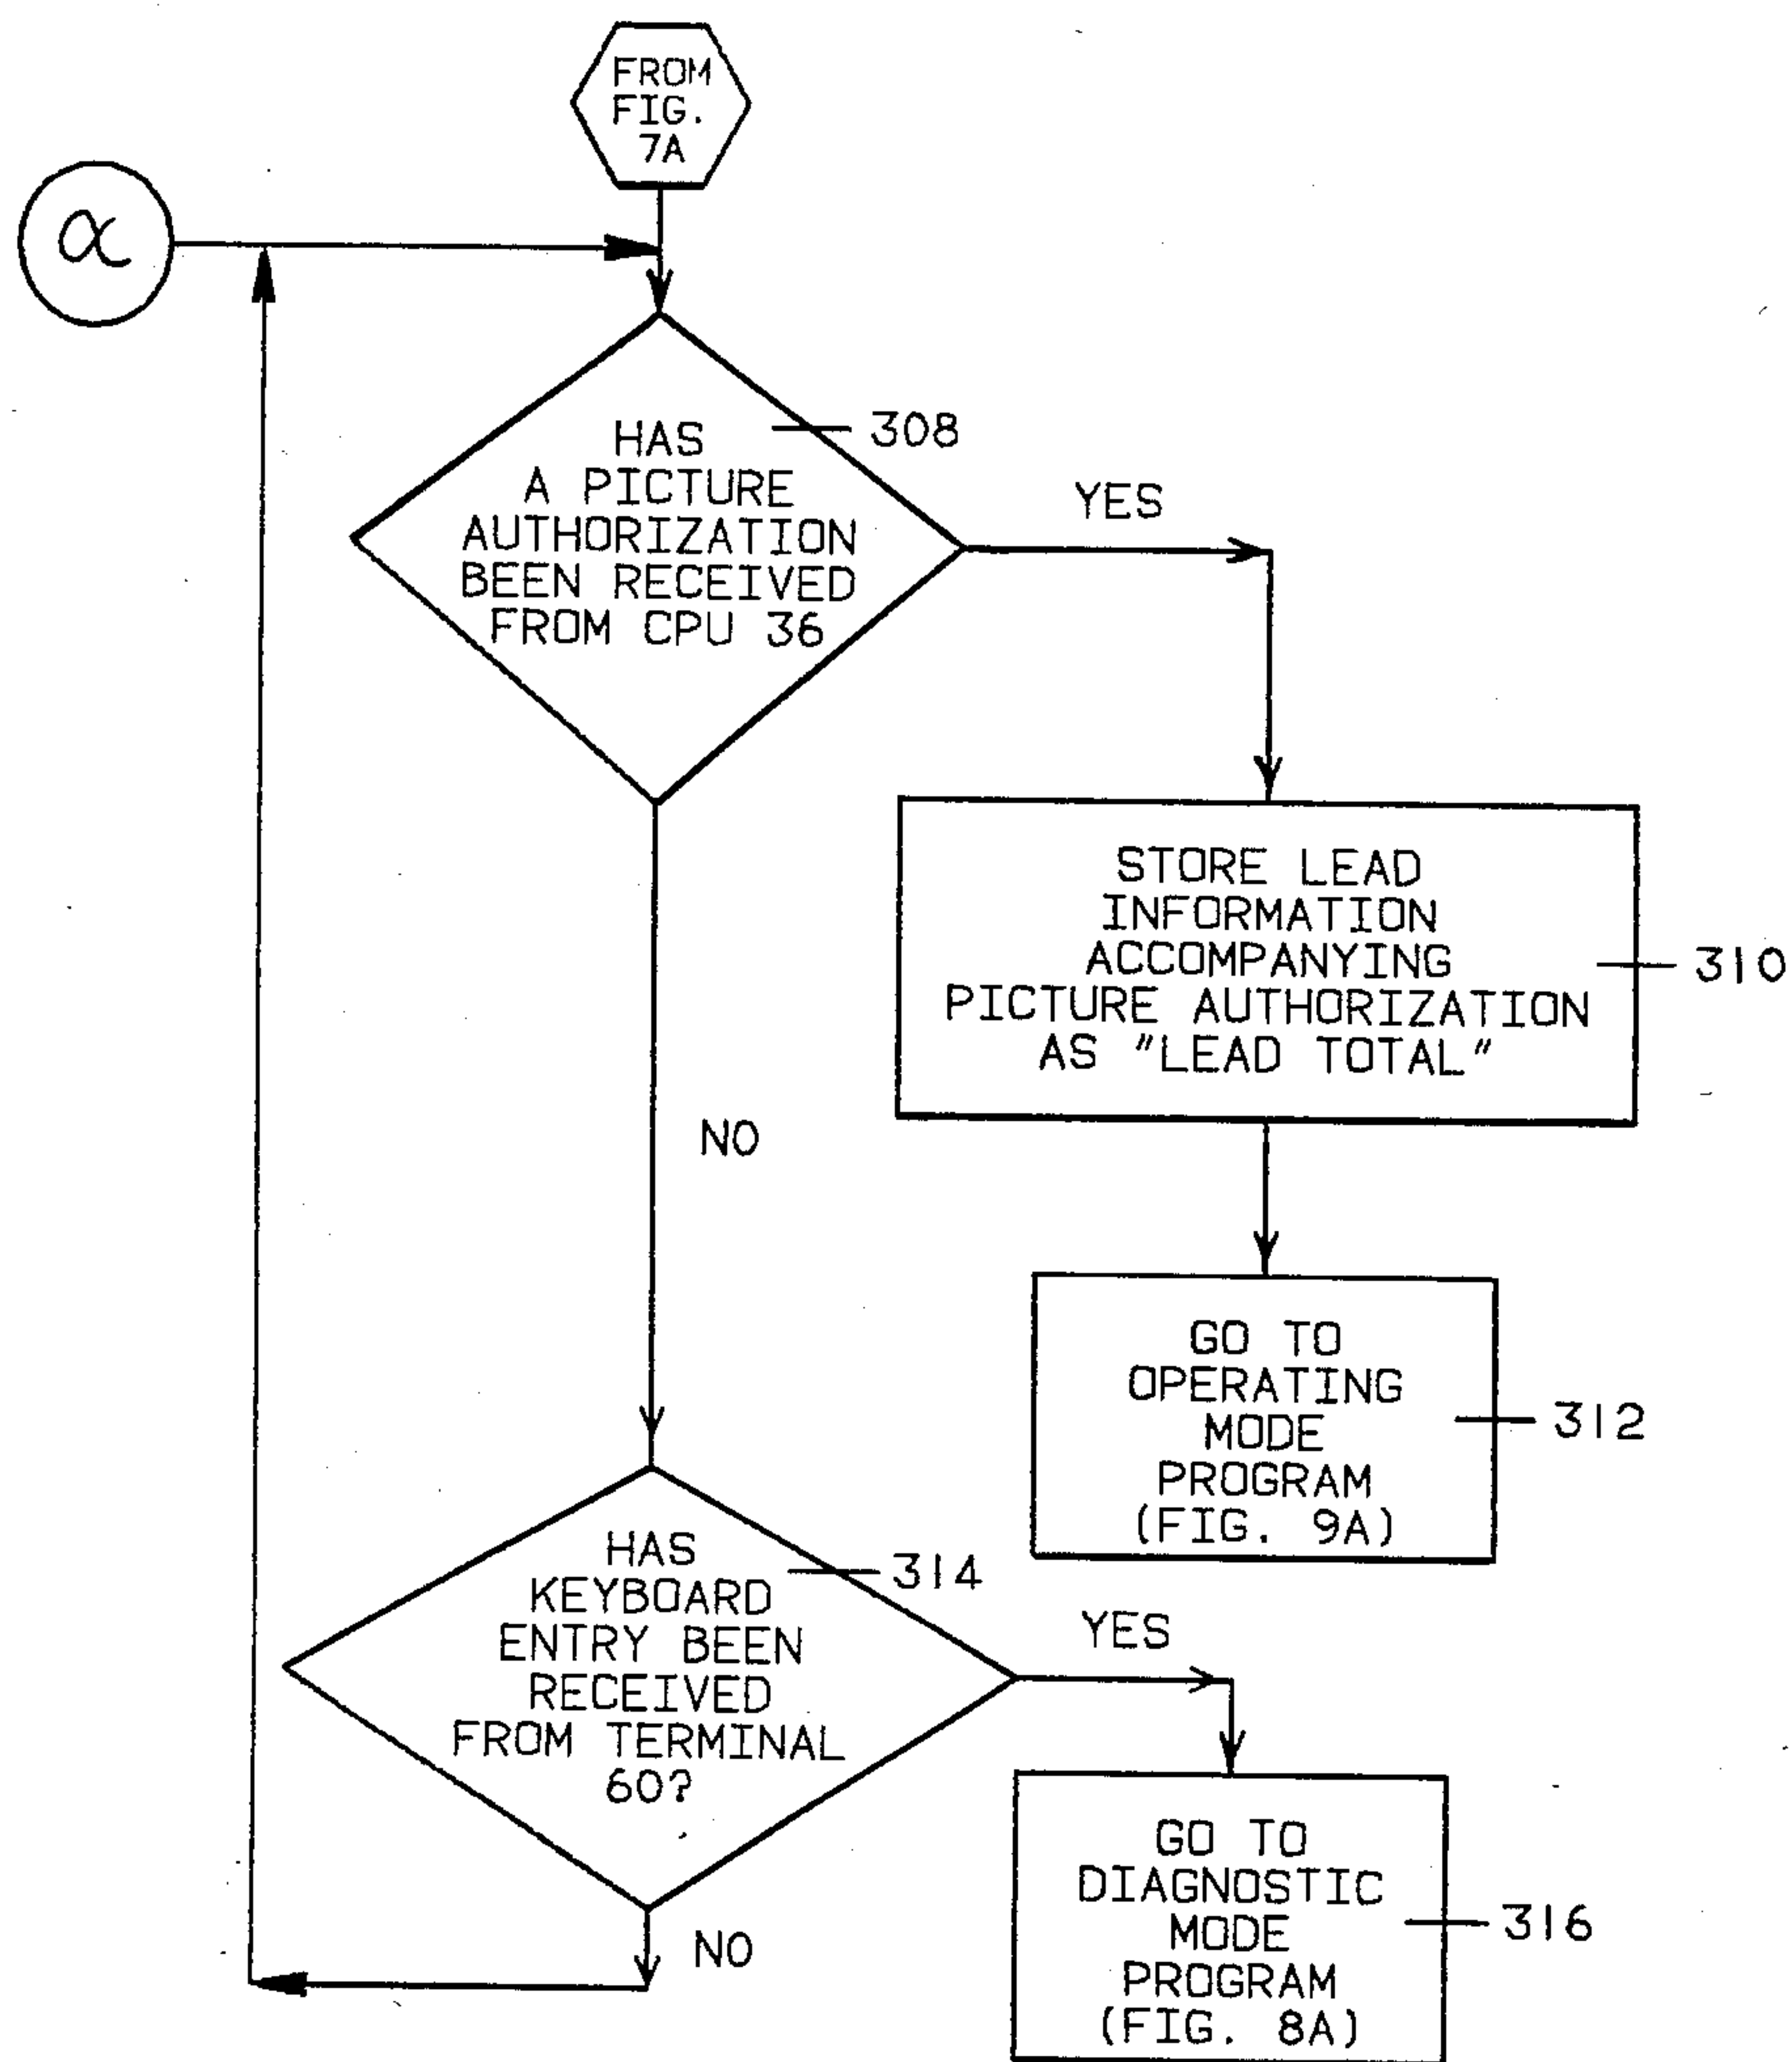 FROM
FIG.
7A
α
HAS
A PICTURE
AUTHORIZATION
BEEN RECEIVED
FROM CPU 36
308
YES
STORE LEAD
INFORMATION
ACCOMPANYING
PICTURE AUTHORIZATION
AS "LEAD TOTAL"
310
NO
GO TO
OPERATING
MODE
PROGRAM
(FIG. 9A)
312
HAS
KEYBOARD
ENTRY BEEN
RECEIVED
FROM TERMINAL
60?
314
YES
NO
GO TO
DIAGNOSTIC
MODE
PROGRAM
(FIG. 8A)
316